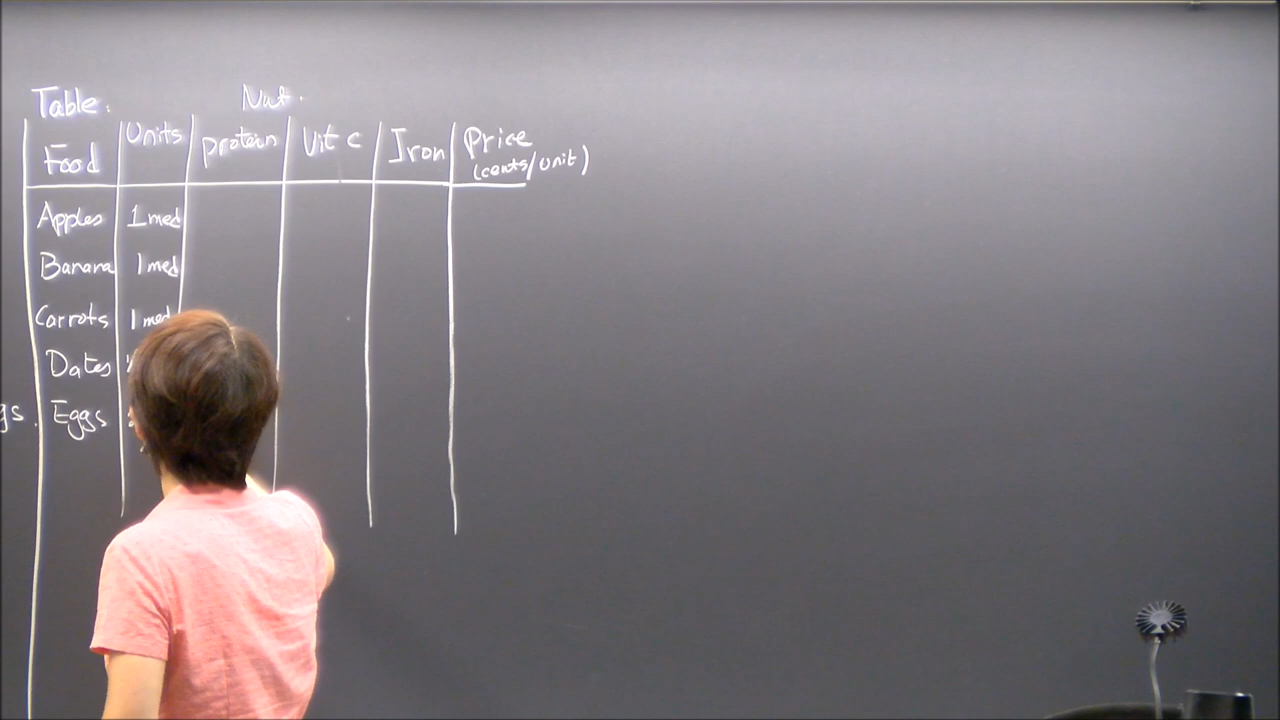 Table. Nut.
Food Units protein Vit C Iron Price (cents/unit)
Apples 1 med
Banana 1 med
Carrots 1 med
Dates
Eggs